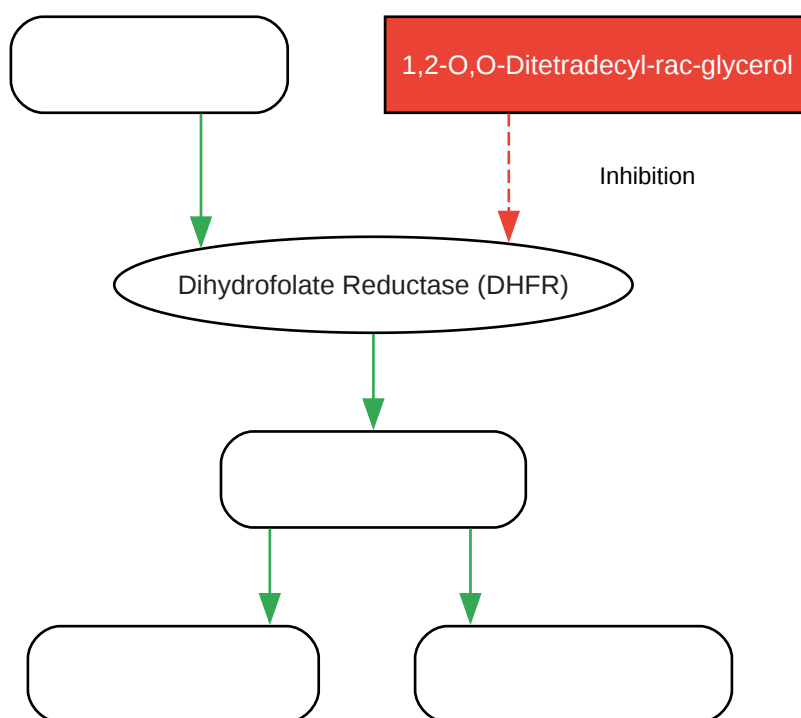 1,2-O,O-Ditetradecyl-rac-glycerol
Inhibition
Dihydrofolate Reductase (DHFR)